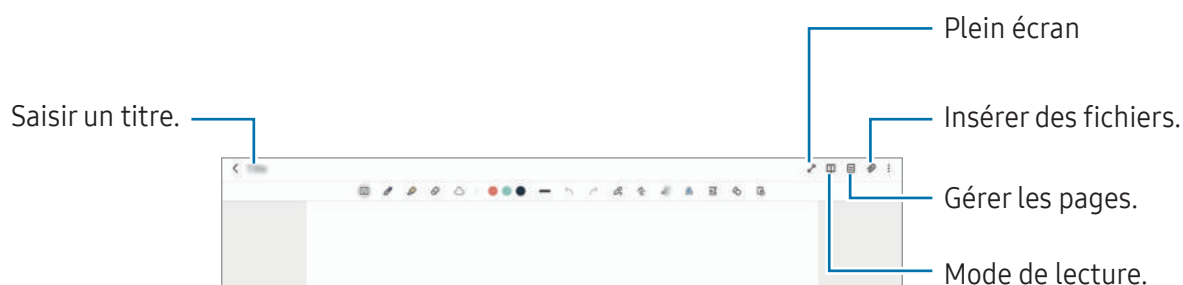 Plein écran
Saisir un titre.
Insérer des fichiers.
Gérer les pages.
Mode de lecture.